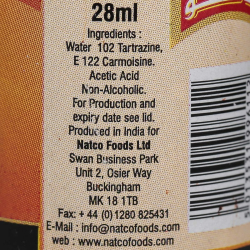 28ml
Ingredients :
Water 102 Tartrazine,
E 122 Carmoisine.
Acetic Acid
Non-Alcoholic.
For Production and
expiry date see lid.
Produced in India for
Natco Foods Ltd
Swan Business Park
Unit 2, Osier Way
Buckingham
MK 18 1TB
Fax: + 44 (0)1280 825431
E-Mail : info@natcofoods.com
web : www.natcofoods.com